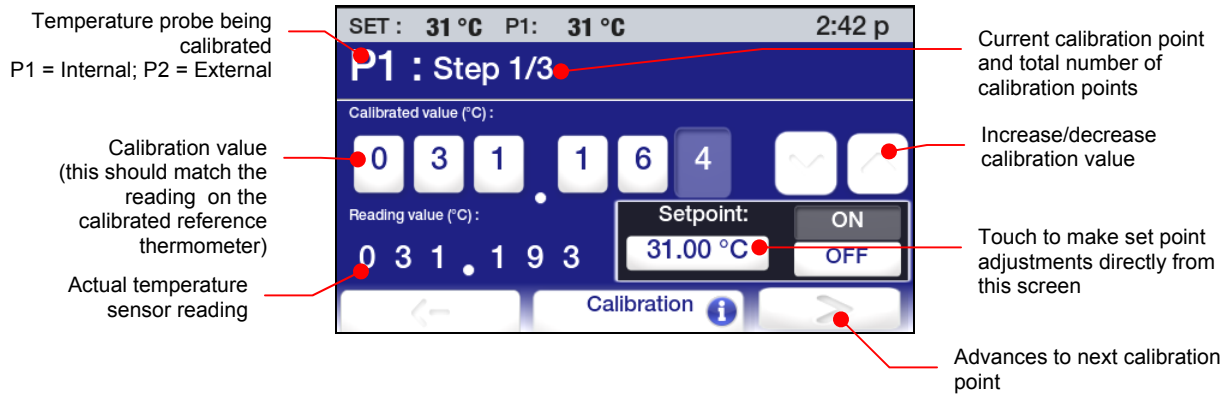 Temperature probe being
calibrated
P1 = Internal; P2 = External
Calibration value
(this should match the
reading on the
calibrated reference
thermometer)
Actual temperature
sensor reading
SET : 31 °C P1: 31 °C 2:42 p
P1 : Step 1/3
Calibrated value (°C) :
0 3 1 . 1 6 4
Reading value (°C) :
0 3 1 . 1 9 3
Setpoint:
31.00 °C
ON
OFF
Calibration i
Current calibration point
and total number of
calibration points
Increase/decrease
calibration value
Touch to make set point
adjustments directly from
this screen
Advances to next calibration
point